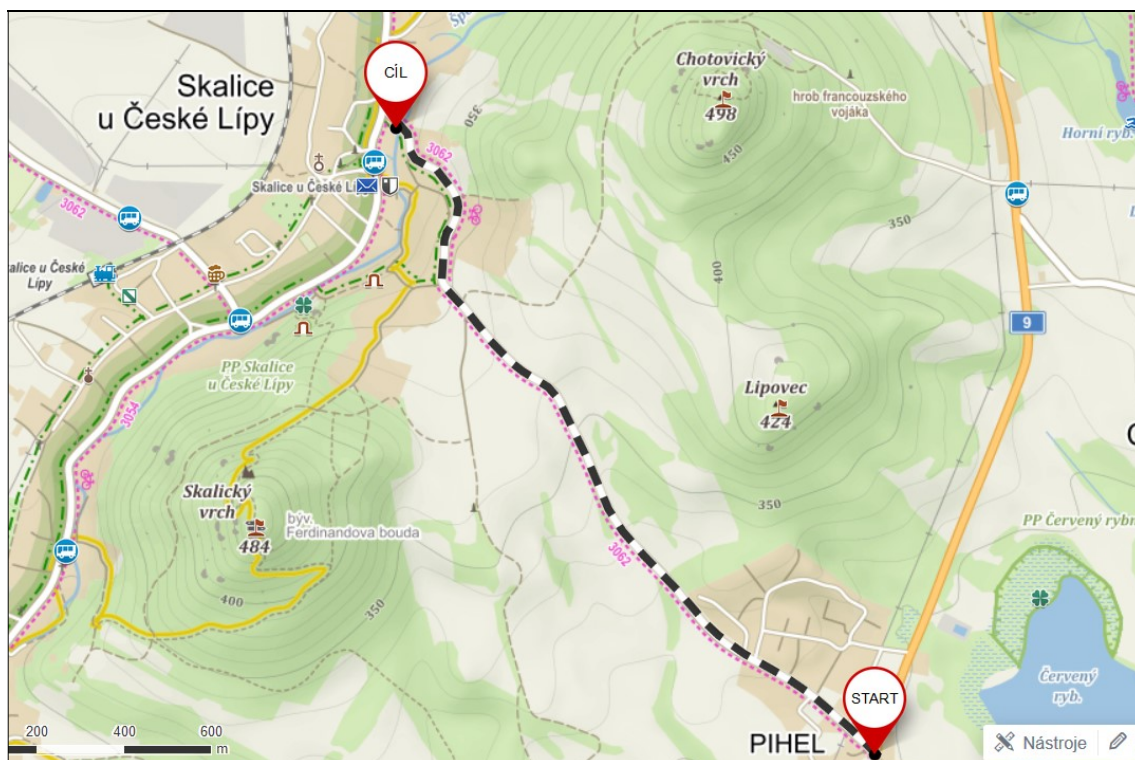 Skalice
u České Lípy
CÍL
350
Chotovický
vrch
498
450
hrob francouzského
vojáka
Horní ryb.
3062
3062
Skalice u České Lípy
350
400
alice u České
Lípy
9
PP Skalice
u České Lípy
Lipovec
424
3054
350
Skalický
vrch
484
býv.
Ferdinandova bouda
PP Červený rybn
3062
400
350
Červený
ryb.
START
200
400
600
m
PIHEL
Nástroje